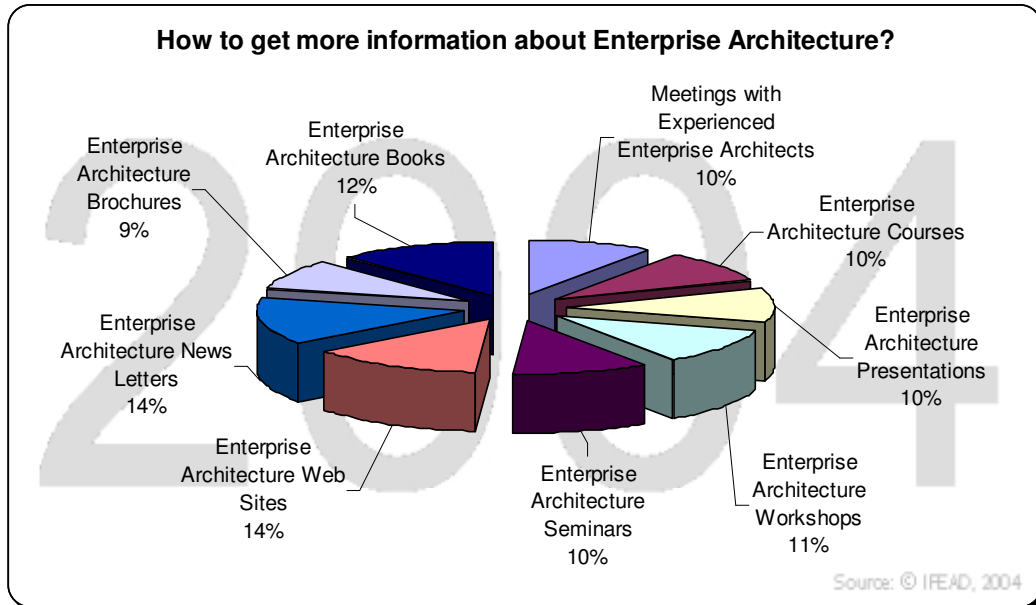 How to get more information about Enterprise Architecture?
2004
Meetings with
Experienced
Enterprise Architects
10%
Enterprise
Architecture Courses
10%
Enterprise
Architecture
Presentations
10%
Enterprise
Architecture
Workshops
11%
Enterprise
Architecture
Seminars
10%
Enterprise
Architecture Web
Sites
14%
Enterprise
Architecture News
Letters
14%
Enterprise
Architecture
Brochures
9%
Enterprise
Architecture Books
12%
Source: © IFEAD, 2004